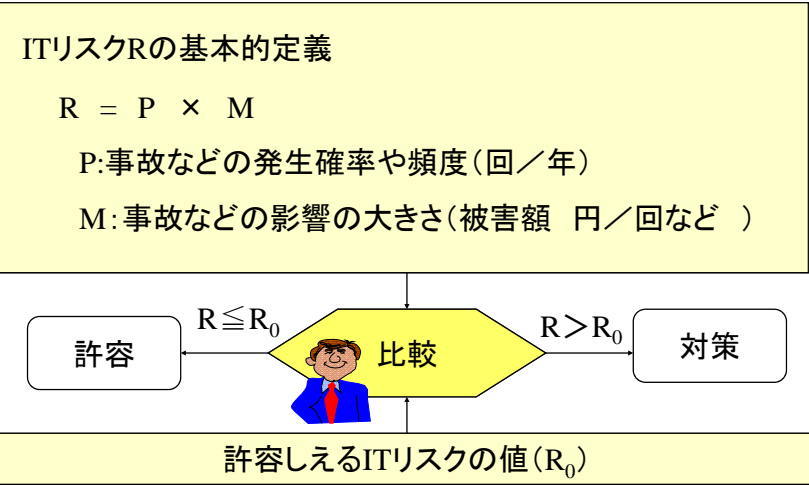 ITリスクRの基本的定義
R = P × M
P:事故などの発生確率や頻度(回/年)
M:事故などの影響の大きさ(被害額 円/回など )
許容
R≦R₀
比較
R>R₀
対策
許容しえるITリスクの値(R₀)